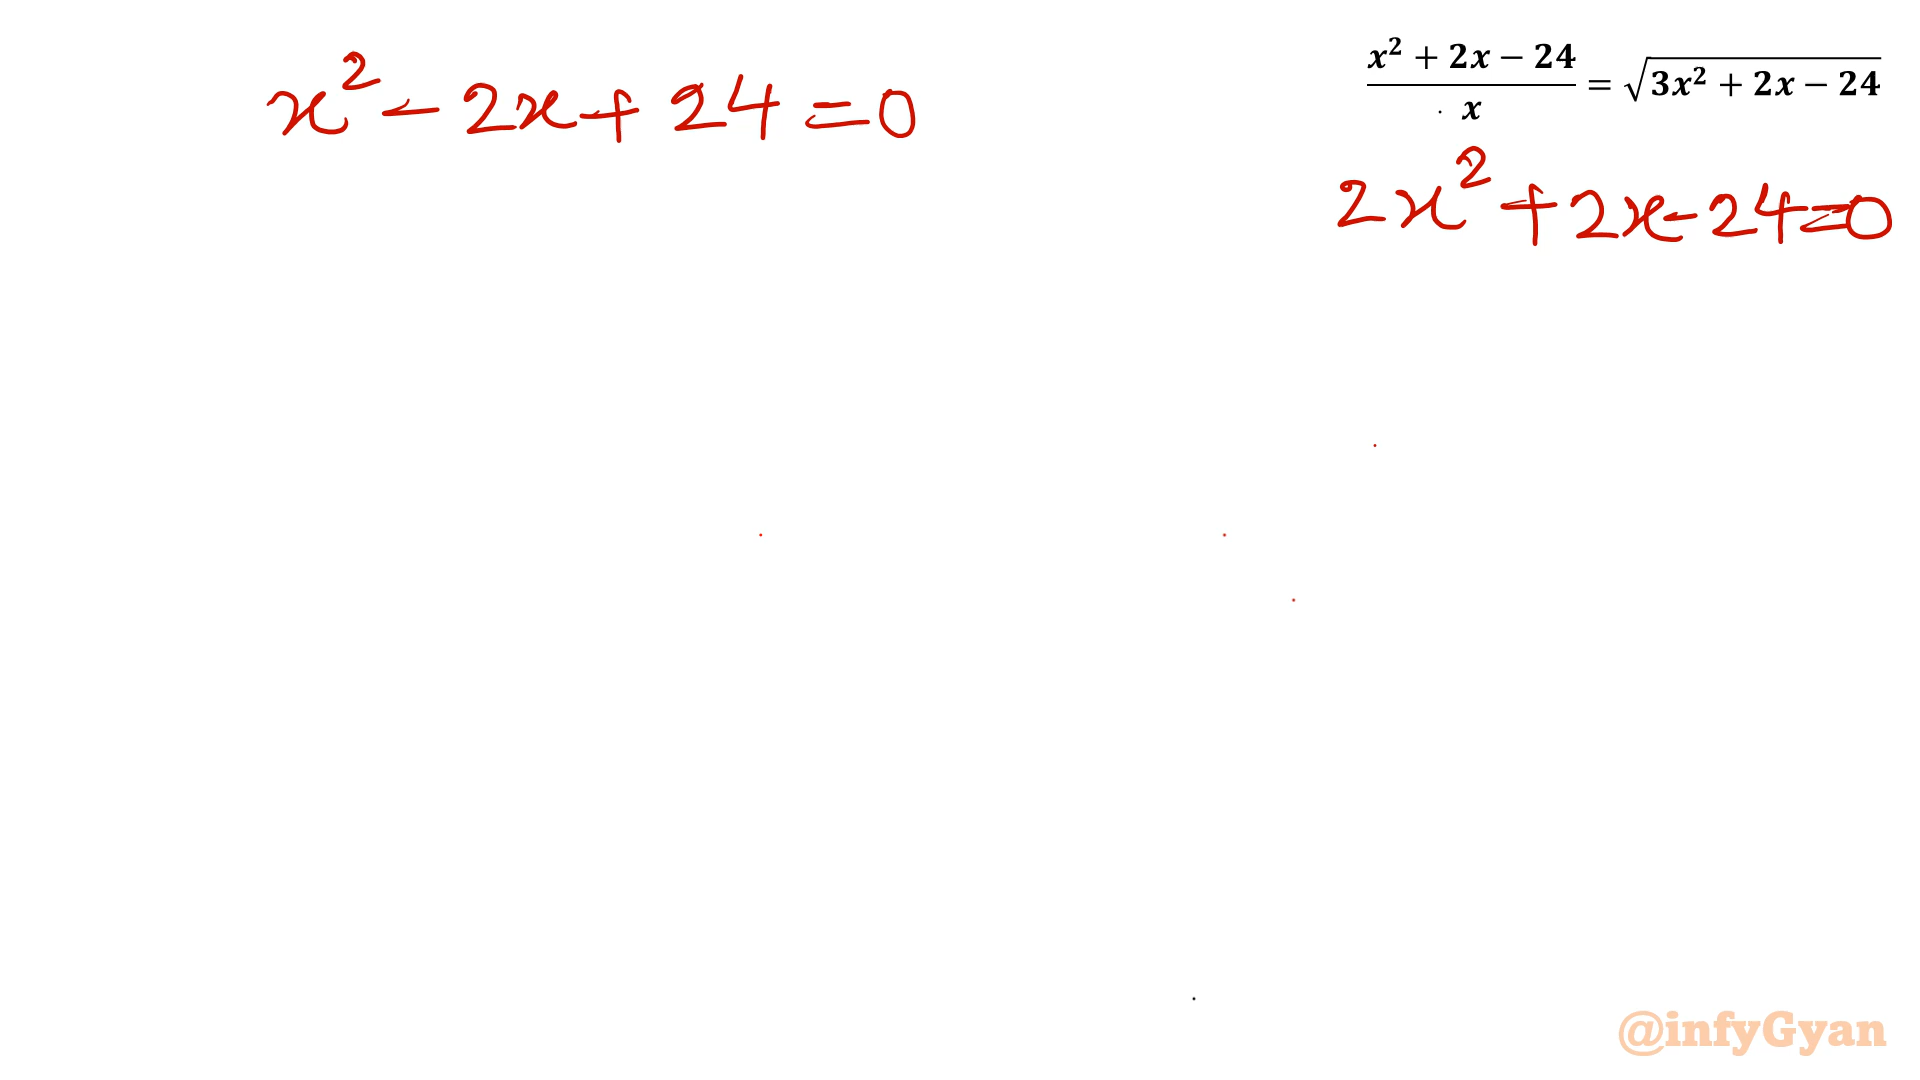 x² - 2x + 24 = 0
(x² + 2x − 24)/x = √(3x² + 2x − 24)
2x² + 2x - 24 = 0
@infyGyan